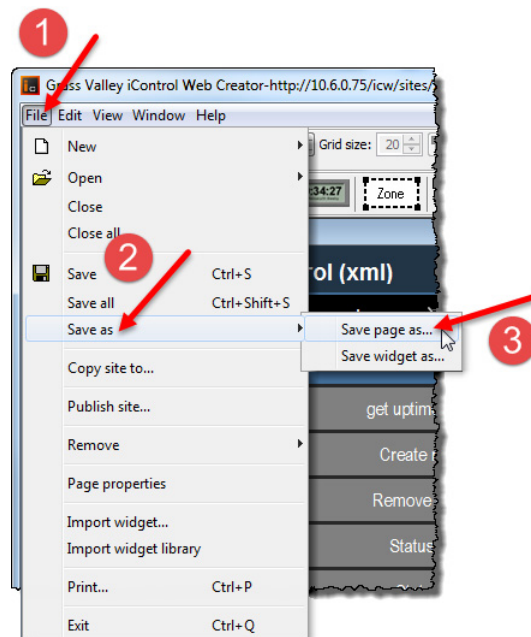 1
Grass Valley iControl Web Creator-http://10.6.0.75/icw/sites/
File Edit View Window Help
New
Grid size: 20
Open
:34:27
Zone
Close
Close all
2
Save Ctrl+S
rol (xml)
Save all Ctrl+Shift+S
Save as
Save page as...
3
Save widget as...
Copy site to...
Publish site...
get uptim
Remove
Create
Page properties
Remove
Import widget...
Status
Import widget library
Print... Ctrl+P
Exit Ctrl+Q